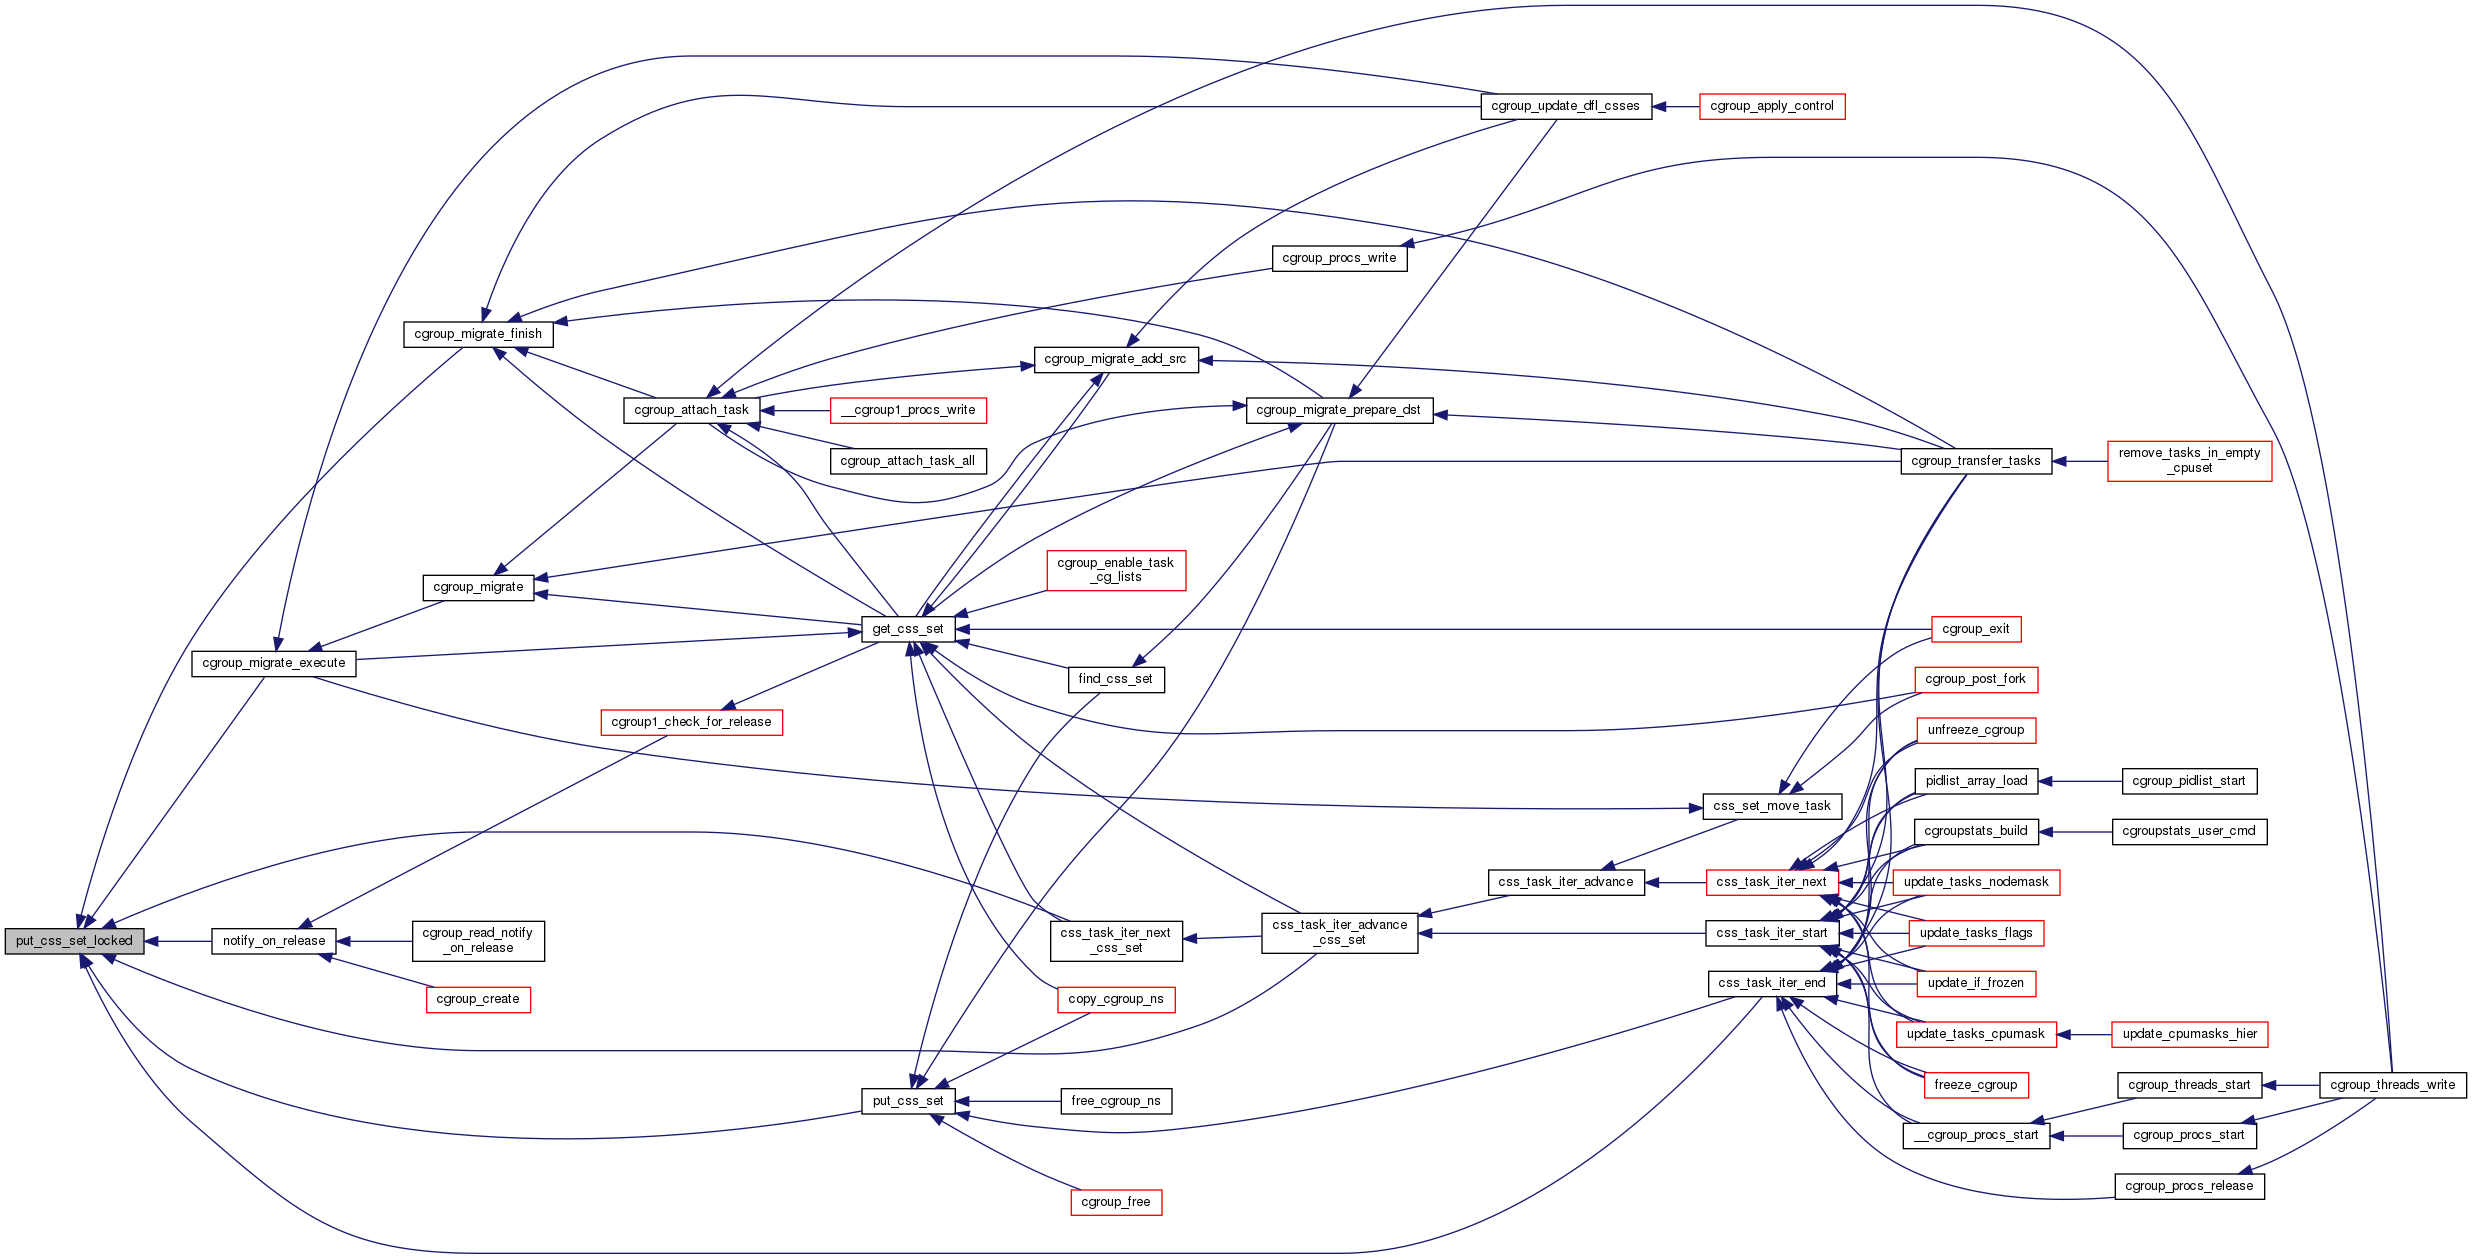 cgroup_update_dfl_csses
cgroup_apply_control
cgroup_procs_write
cgroup_migrate_finish
cgroup_migrate_add_src
cgroup_attach_task
__cgroup1_procs_write
cgroup_migrate_prepare_dst
cgroup_attach_task_all
cgroup_transfer_tasks
remove_tasks_in_empty
_cpuset
cgroup_migrate
cgroup_enable_task
_cg_lists
get_css_set
cgroup_exit
cgroup_migrate_execute
find_css_set
cgroup_post_fork
cgroup1_check_for_release
unfreeze_cgroup
pidlist_array_load
cgroup_pidlist_start
css_set_move_task
cgroupstats_build
cgroupstats_user_cmd
css_task_iter_advance
css_task_iter_next
update_tasks_nodemask
put_css_set_locked
notify_on_release
cgroup_read_notify
_on_release
css_task_iter_next
_css_set
css_task_iter_advance
_css_set
css_task_iter_start
update_tasks_flags
cgroup_create
copy_cgroup_ns
css_task_iter_end
update_if_frozen
update_tasks_cpumask
update_cpumasks_hier
put_css_set
free_cgroup_ns
freeze_cgroup
cgroup_threads_start
cgroup_threads_write
__cgroup_procs_start
cgroup_procs_start
cgroup_free
cgroup_procs_release